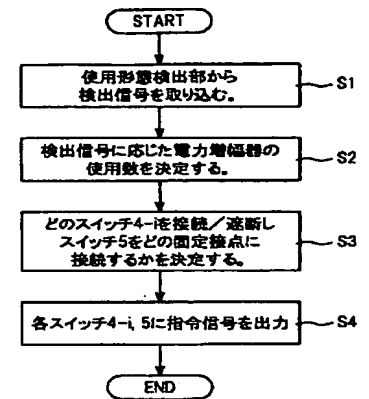 START
使用形態検出部から
検出信号を取り込む。
S1
検出信号に応じた電力増幅器の
使用数を決定する。
S2
どのスイッチ4-iを接続／遮断し
スイッチ5をどの固定接点に
接続するかを決定する。
S3
各スイッチ4-i, 5に指令信号を出力
S4
END